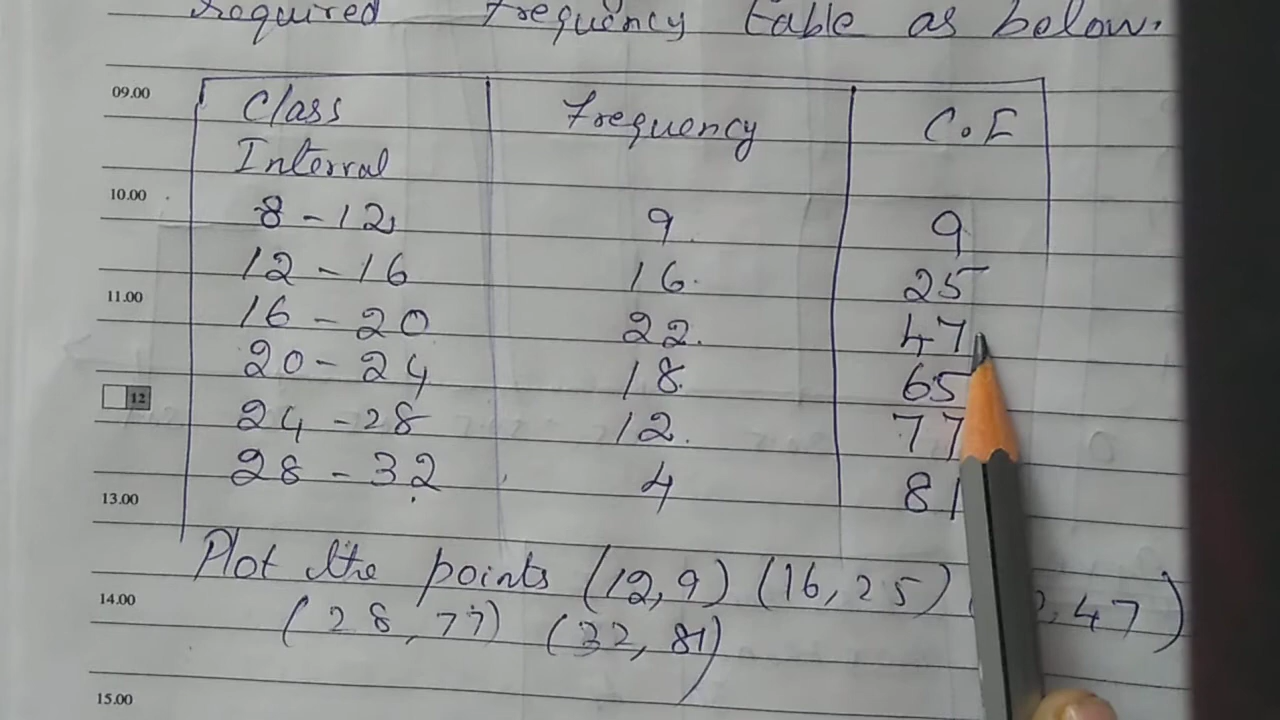 required frequency table as below.
09.00
Class Interval Frequency C.F
10.00
8 - 12 9 9
12 - 16 16. 25
11.00
16 - 20 22. 47
20 - 24 18. 65
12
24 - 28 12. 77
28 - 32 4 81
13.00
Plot the points (12,9) (16,25) ,47)
14.00
(28,77) (32,81)
15.00